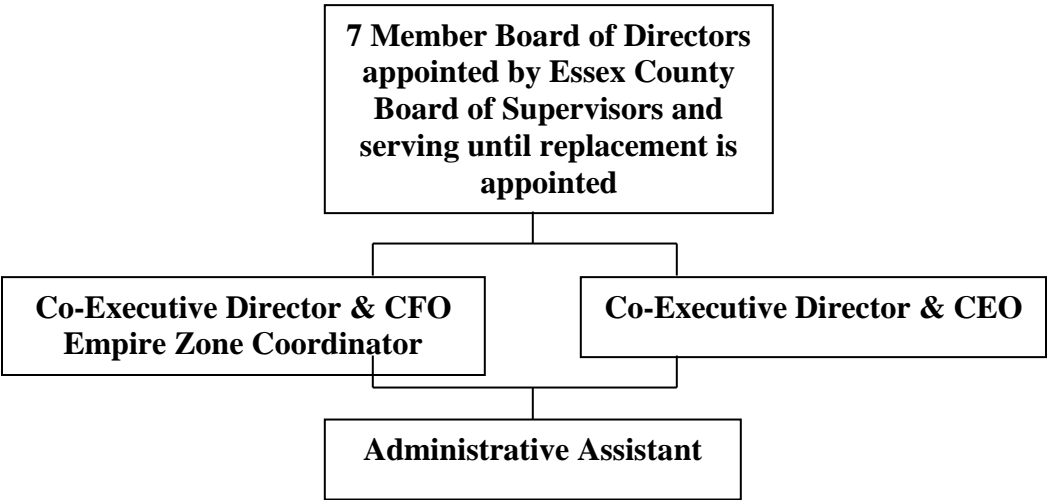 7 Member Board of Directors
appointed by Essex County
Board of Supervisors and
serving until replacement is
appointed
Co-Executive Director & CFO
Empire Zone Coordinator
Co-Executive Director & CEO
Administrative Assistant